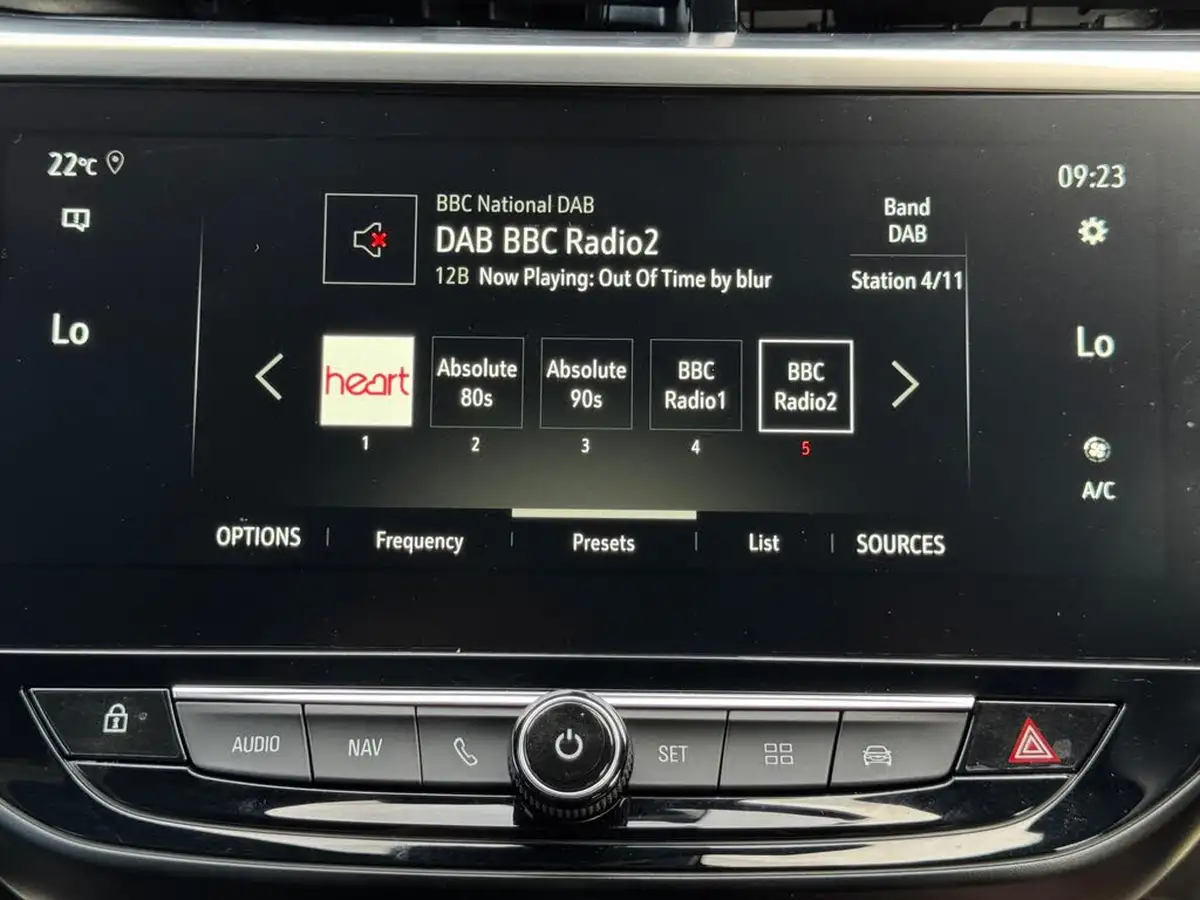 22°C
09:23
BBC National DAB
DAB BBC Radio2
12B Now Playing: Out Of Time by blur
Band
DAB
Station 4/11
Lo
Lo
heart
Absolute
80s
Absolute
90s
BBC
Radio1
BBC
Radio2
1
2
3
4
5
A/C
OPTIONS
Frequency
Presets
List
SOURCES
AUDIO
NAV
SET